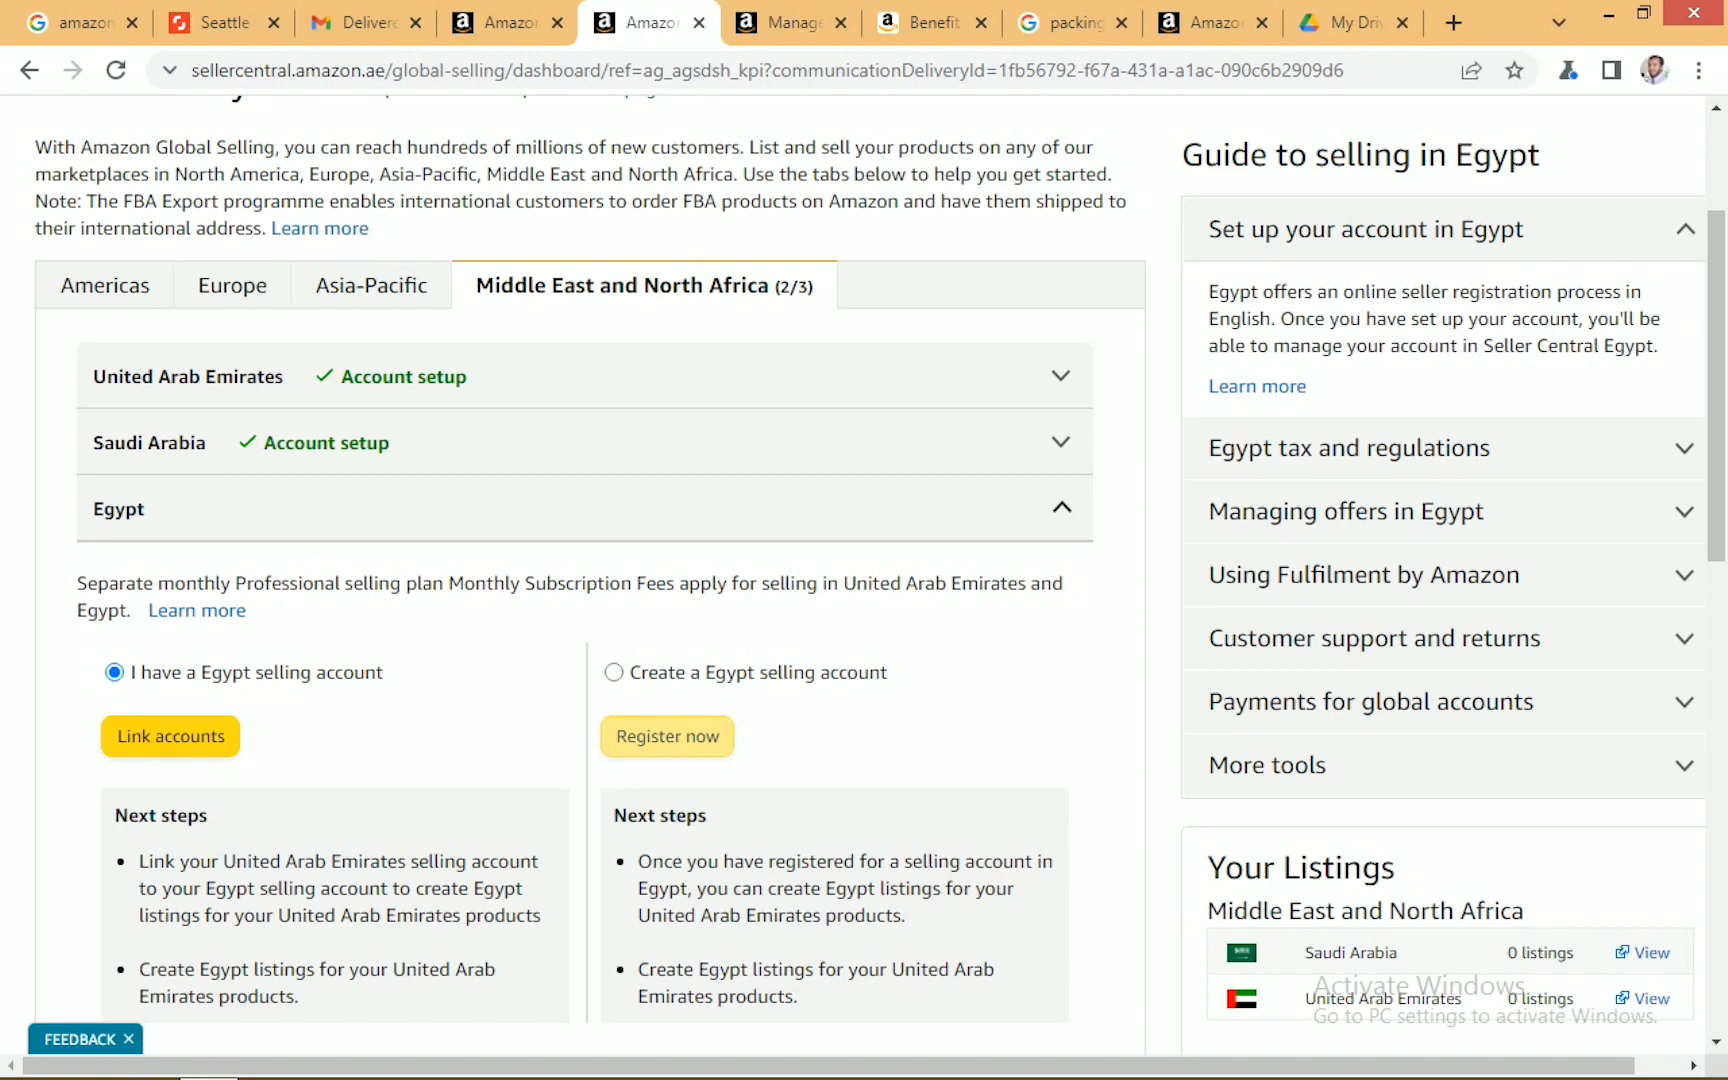 amazon
Seattle
Delivere
Amazon
Amazon
Manage
Benefit
packing
Amazo
My Driv
sellercentral.amazon.ae/global-selling/dashboard/ref=ag_agsdsh_kpi?communicationDeliveryId=1fb56792-f67a-431a-a1ac-090c6b2909d6
With Amazon Global Selling, you can reach hundreds of millions of new customers. List and sell your products on any of our
marketplaces in North America, Europe, Asia-Pacific, Middle East and North Africa. Use the tabs below to help you get started.
Note: The FBA Export programme enables international customers to order FBA products on Amazon and have them shipped to
their international address. Learn more
Americas
Europe
Asia-Pacific
Middle East and North Africa (2/3)
United Arab Emirates Account setup
Saudi Arabia Account setup
Egypt
Separate monthly Professional selling plan Monthly Subscription Fees apply for selling in United Arab Emirates and
Egypt. Learn more
I have a Egypt selling account
Link accounts
Next steps
• Link your United Arab Emirates selling account
to your Egypt selling account to create Egypt
listings for your United Arab Emirates products
• Create Egypt listings for your United Arab
Emirates products.
Create a Egypt selling account
Register now
Next steps
• Once you have registered for a selling account in
Egypt, you can create Egypt listings for your
United Arab Emirates products.
• Create Egypt listings for your United Arab
Emirates products.
FEEDBACK
Guide to selling in Egypt
Set up your account in Egypt
Egypt offers an online seller registration process in
English. Once you have set up your account, you'll be
able to manage your account in Seller Central Egypt.
Learn more
Egypt tax and regulations
Managing offers in Egypt
Using Fulfilment by Amazon
Customer support and returns
Payments for global accounts
More tools
Your Listings
Middle East and North Africa
Saudi Arabia 0 listings View
United Arab Emirates 0 listings View
Activate Windows
Go to PC settings to activate Windows.